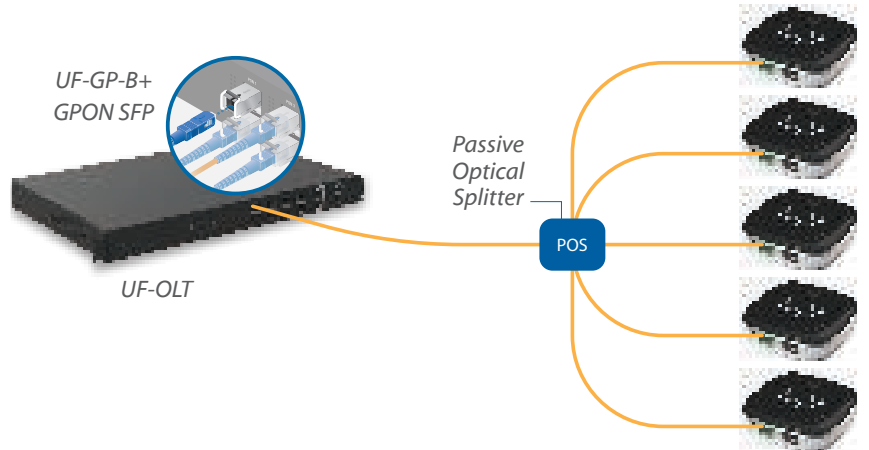 UF-GP-B+
GPON SFP
Passive
Optical
Splitter
POS
UF-OLT